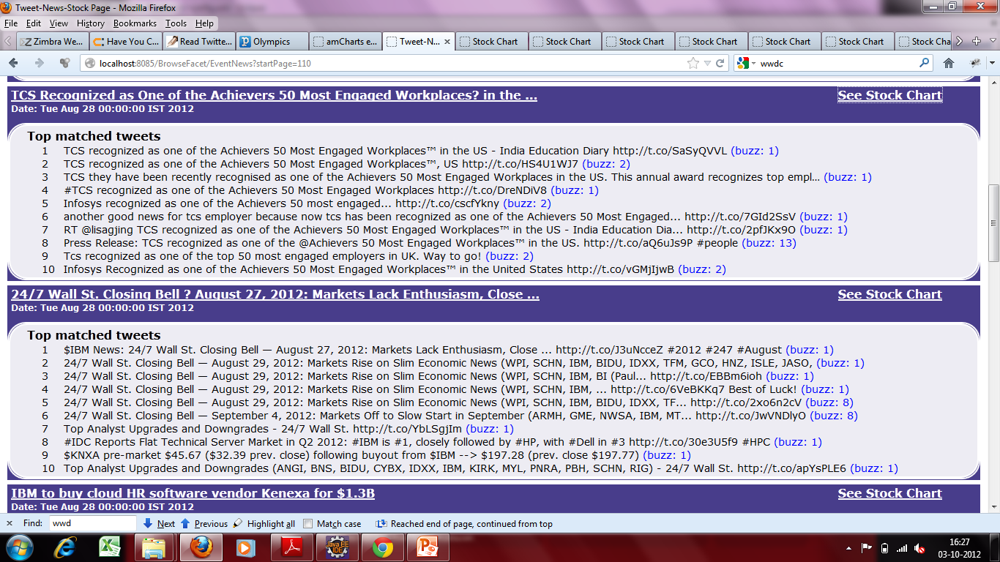 Tweet-News-Stock Page - Mozilla Firefox
File Edit View History Bookmarks Tools Help
Zimbra We... Have You C... Read Twitte... Olympics amCharts e... Tweet-N... Stock Chart Stock Chart Stock Chart Stock Chart Stock Chart Stock Chart Stock Cha
localhost:8085/BrowseFacet/EventNews?startPage=110 wwdc
TCS Recognized as One of the Achievers 50 Most Engaged Workplaces? in the ... See Stock Chart
Date: Tue Aug 28 00:00:00 IST 2012
Top matched tweets
1 TCS recognized as one of the Achievers 50 Most Engaged Workplaces™ in the US - India Education Diary http://t.co/SaSyQVVL (buzz: 1)
2 TCS recognized as one of the Achievers 50 Most Engaged Workplaces™, US http://t.co/HS4U1WJ7 (buzz: 2)
3 TCS they have been recently recognised as one of the Achievers 50 Most Engaged Workplaces in the US. This annual award recognizes top empl... (buzz: 1)
4 #TCS recognized as one of the Achievers 50 Most Engaged Workplaces http://t.co/DreNDiV8 (buzz: 1)
5 Infosys recognized as one of the Achievers 50 most engaged... http://t.co/cscfYkny (buzz: 2)
6 another good news for tcs employer because now tcs has been recognized as one of the Achievers 50 Most Engaged... http://t.co/7GId2SsV (buzz: 1)
7 RT @lisagjing TCS recognized as one of the Achievers 50 Most Engaged Workplaces™ in the US - India Education Dia... http://t.co/2pfJKx9O (buzz: 1)
8 Press Release: TCS recognized as one of the @Achievers 50 Most Engaged Workplaces™ in the US. http://t.co/aQ6uJs9P #people (buzz: 13)
9 Tcs recognized as one of the top 50 most engaged employers in UK. Way to go! (buzz: 2)
10 Infosys Recognized as one of the Achievers 50 Most Engaged Workplaces™ in the United States http://t.co/vGMjIjwB (buzz: 2)
24/7 Wall St. Closing Bell ? August 27, 2012: Markets Lack Enthusiasm, Close ... See Stock Chart
Date: Tue Aug 28 00:00:00 IST 2012
Top matched tweets
1 $IBM News: 24/7 Wall St. Closing Bell — August 27, 2012: Markets Lack Enthusiasm, Close ... http://t.co/J3uNcceZ #2012 #247 #August (buzz: 1)
2 24/7 Wall St. Closing Bell — August 29, 2012: Markets Rise on Slim Economic News (WPI, SCHN, IBM, BIDU, IDXX, TFM, GCO, HNZ, ISLE, JASO, (buzz: 1)
3 24/7 Wall St. Closing Bell — August 29, 2012: Markets Rise on Slim Economic News (WPI, SCHN, IBM, BI (Paul... http://t.co/EBBm6ioh (buzz: 1)
4 24/7 Wall St. Closing Bell — August 29, 2012: Markets Rise on Slim Economic News (WPI, SCHN, IBM, ... http://t.co/6VeBKKq7 Best of Luck! (buzz: 1)
5 24/7 Wall St. Closing Bell — August 29, 2012: Markets Rise on Slim Economic News (WPI, SCHN, IBM, BIDU, IDXX, TF... http://t.co/2xo6n2cV (buzz: 8)
6 24/7 Wall St. Closing Bell — September 4, 2012: Markets Off to Slow Start in September (ARMH, GME, NWSA, IBM, MT... http://t.co/JwVNDlyO (buzz: 8)
7 Top Analyst Upgrades and Downgrades - 24/7 Wall St. http://t.co/YbLSgjIm (buzz: 1)
8 #IDC Reports Flat Technical Server Market in Q2 2012: #IBM is #1, closely followed by #HP, with #Dell in #3 http://t.co/30e3U5f9 #HPC (buzz: 1)
9 $KNXA pre-market $45.67 ($32.39 prev. close) following buyout from $IBM --> $197.28 (prev. close $197.77) (buzz: 1)
10 Top Analyst Upgrades and Downgrades (ANGI, BNS, BIDU, CYBX, IDXX, IBM, KIRK, MYL, PNRA, PBH, SCHN, RIG) - 24/7 Wall St. http://t.co/apYsPLE6 (buzz: 1)
IBM to buy cloud HR software vendor Kenexa for $1.3B See Stock Chart
Date: Tue Aug 28 00:00:00 IST 2012
Find: wwd Next Previous Highlight all Match case Reached end of page, continued from top
Java EE IDE
16:27
03-10-2012